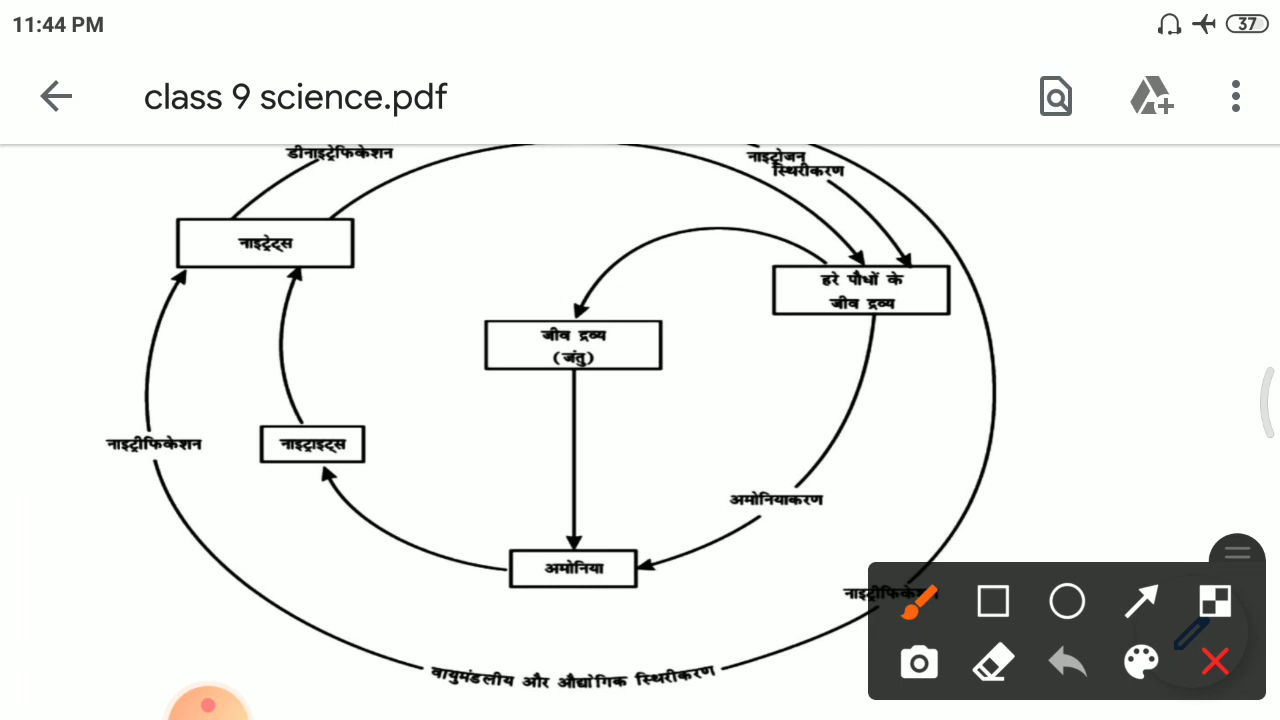 11:44 PM
37
class 9 science.pdf
डीनाइट्रेफिकेशन
नाइट्रोजन
स्थिरीकरण
नाइट्रेट्स
हरे पौधों के
जीव द्रव्य
जीव द्रव्य
(जंतु)
नाइट्रीफिकेशन
नाइट्राइट्स
अमोनियाकरण
अमोनिया
वायुमंडलीय और औद्योगिक स्थिरीकरण